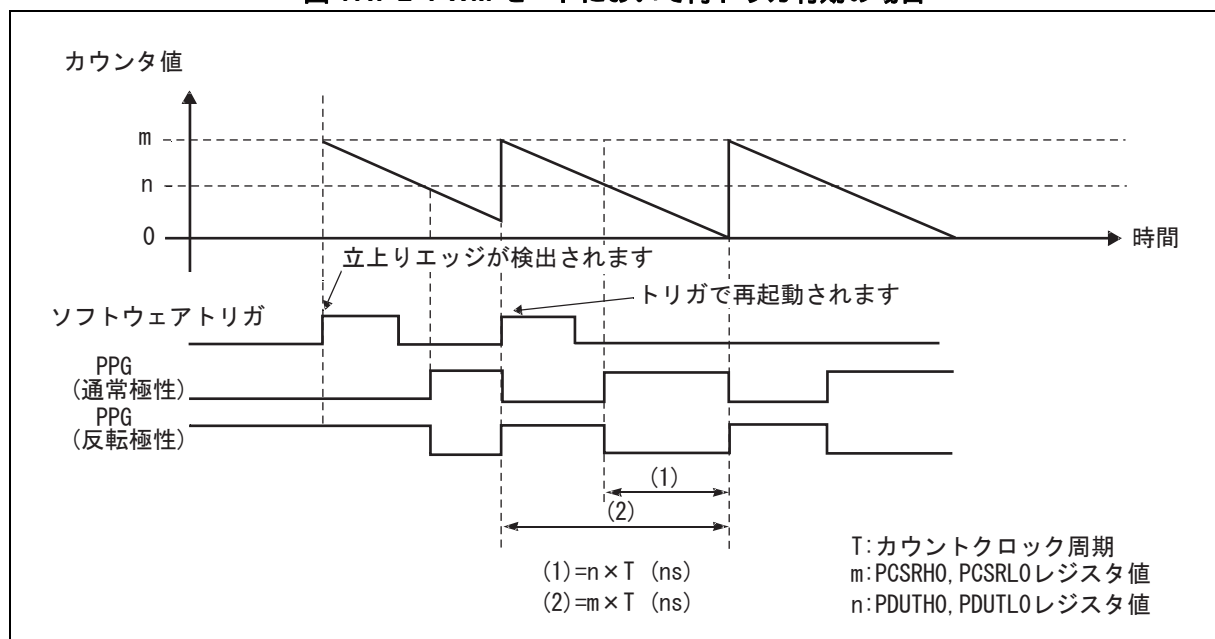 カウンタ値
m
n
0
時間
立上りエッジが検出されます
トリガで再起動されます
ソフトウェアトリガ
PPG
(通常極性)
PPG
(反転極性)
(1)
(2)
(1)=n×T (ns)
(2)=m×T (ns)
T:カウントクロック周期
m:PCSRH0,PCSRL0レジスタ値
n:PDUTH0,PDUTL0レジスタ値